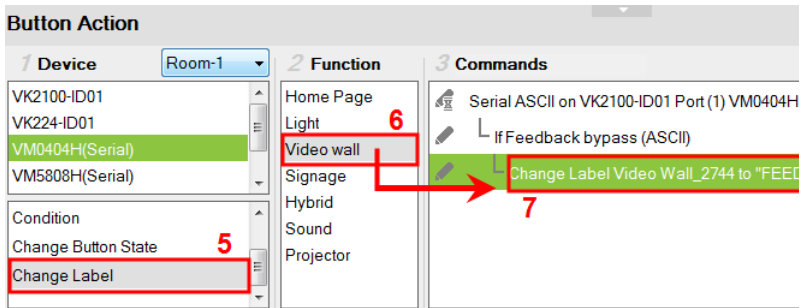 Button Action
1 Device
Room-1
2 Function
3 Commands
VK2100-ID01
VK224-ID01
VM0404H(Serial)
VM5808H(Serial)
Condition
Change Button State
5
Change Label
Home Page
Light
6
Video wall
Signage
Hybrid
Sound
Projector
Serial ASCII on VK2100-ID01 Port (1) VM0404H
If Feedback bypass (ASCII)
Change Label Video Wall_2744 to "FEED
7